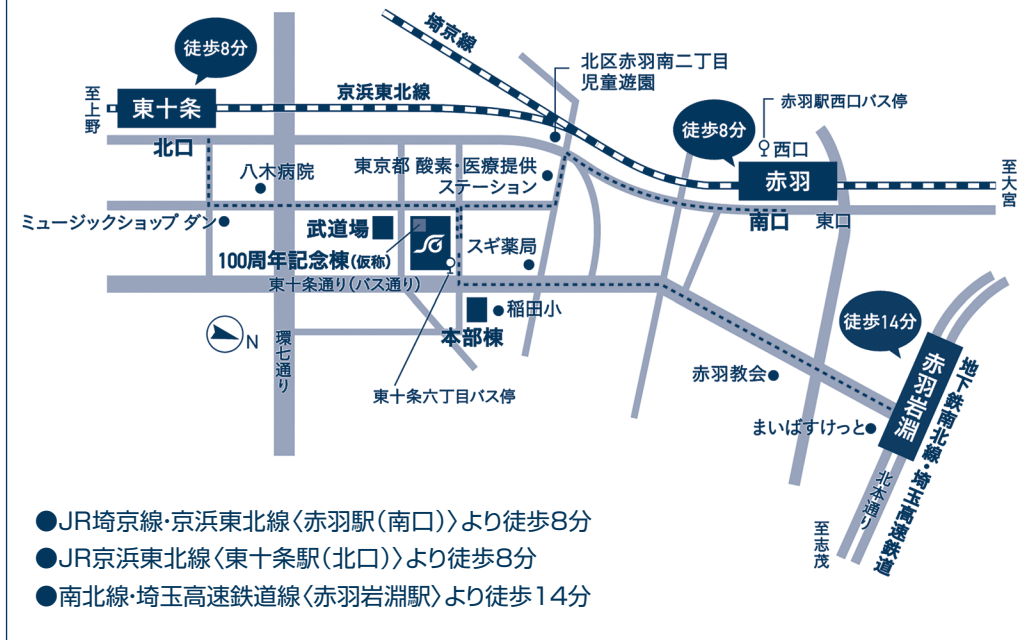 徒歩8分
埼京線
北区赤羽南二丁目
児童遊園
至上野
東十条
京浜東北線
赤羽駅西口バス停
徒歩8分
西口
北口
八木病院
東京都 酸素・医療提供
ステーション
赤羽
至大宮
ミュージックショップ ダン
武道場
南口
東口
100周年記念棟(仮称)
スギ薬局
東十条通り(バス通り)
稲田小
本部棟
徒歩14分
N
環七通り
赤羽岩淵
地下鉄南北線・埼玉高速鉄道
赤羽教会
東十条六丁目バス停
まいばすけっと
北本通り
至志茂
●JR埼京線・京浜東北線〈赤羽駅(南口)〉より徒歩8分
●JR京浜東北線〈東十条駅(北口)〉より徒歩8分
●南北線・埼玉高速鉄道線〈赤羽岩淵駅〉より徒歩14分